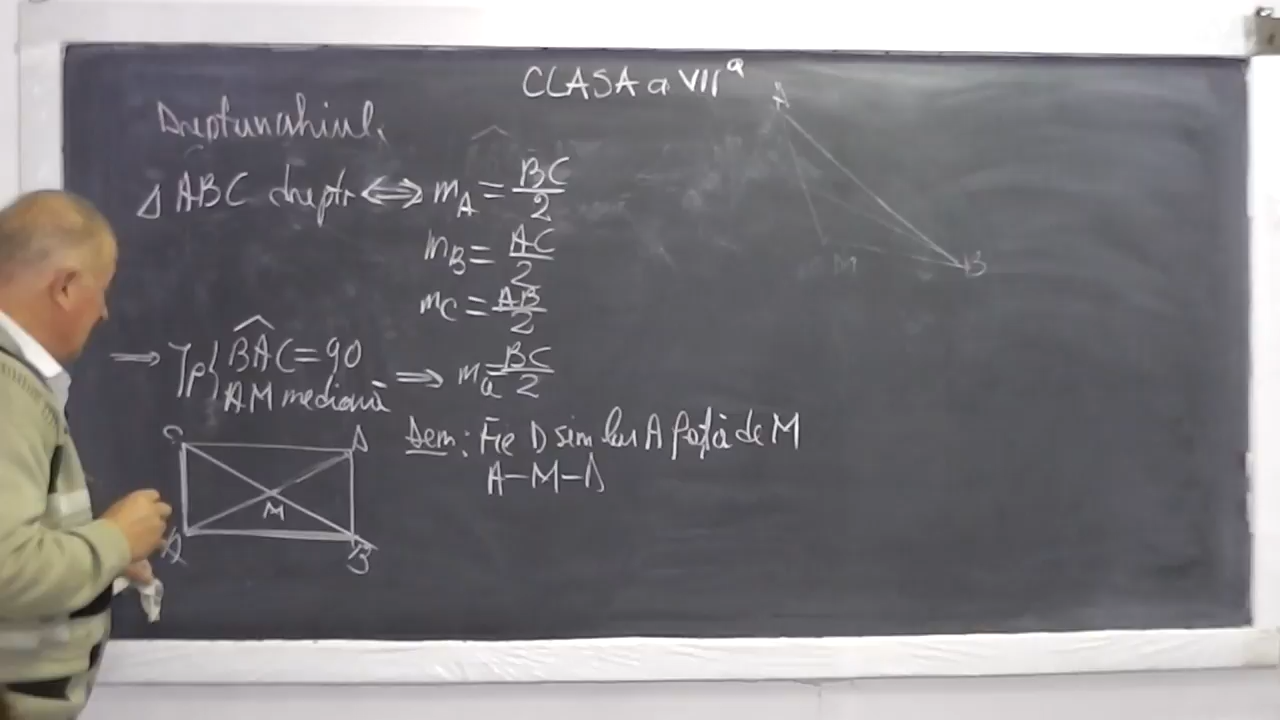 CLASA a VII a
Dreptunghiul.
Δ ABC dreptr ⟺ m_A = BC/2
m_B = AC/2
m_C = AB/2
⟹ Ip { BAC = 90
AM mediană ⟹ m_a = BC/2
Dem: Fie D sim lui A față de M
A–M–D
C D
M
A B
A
M B